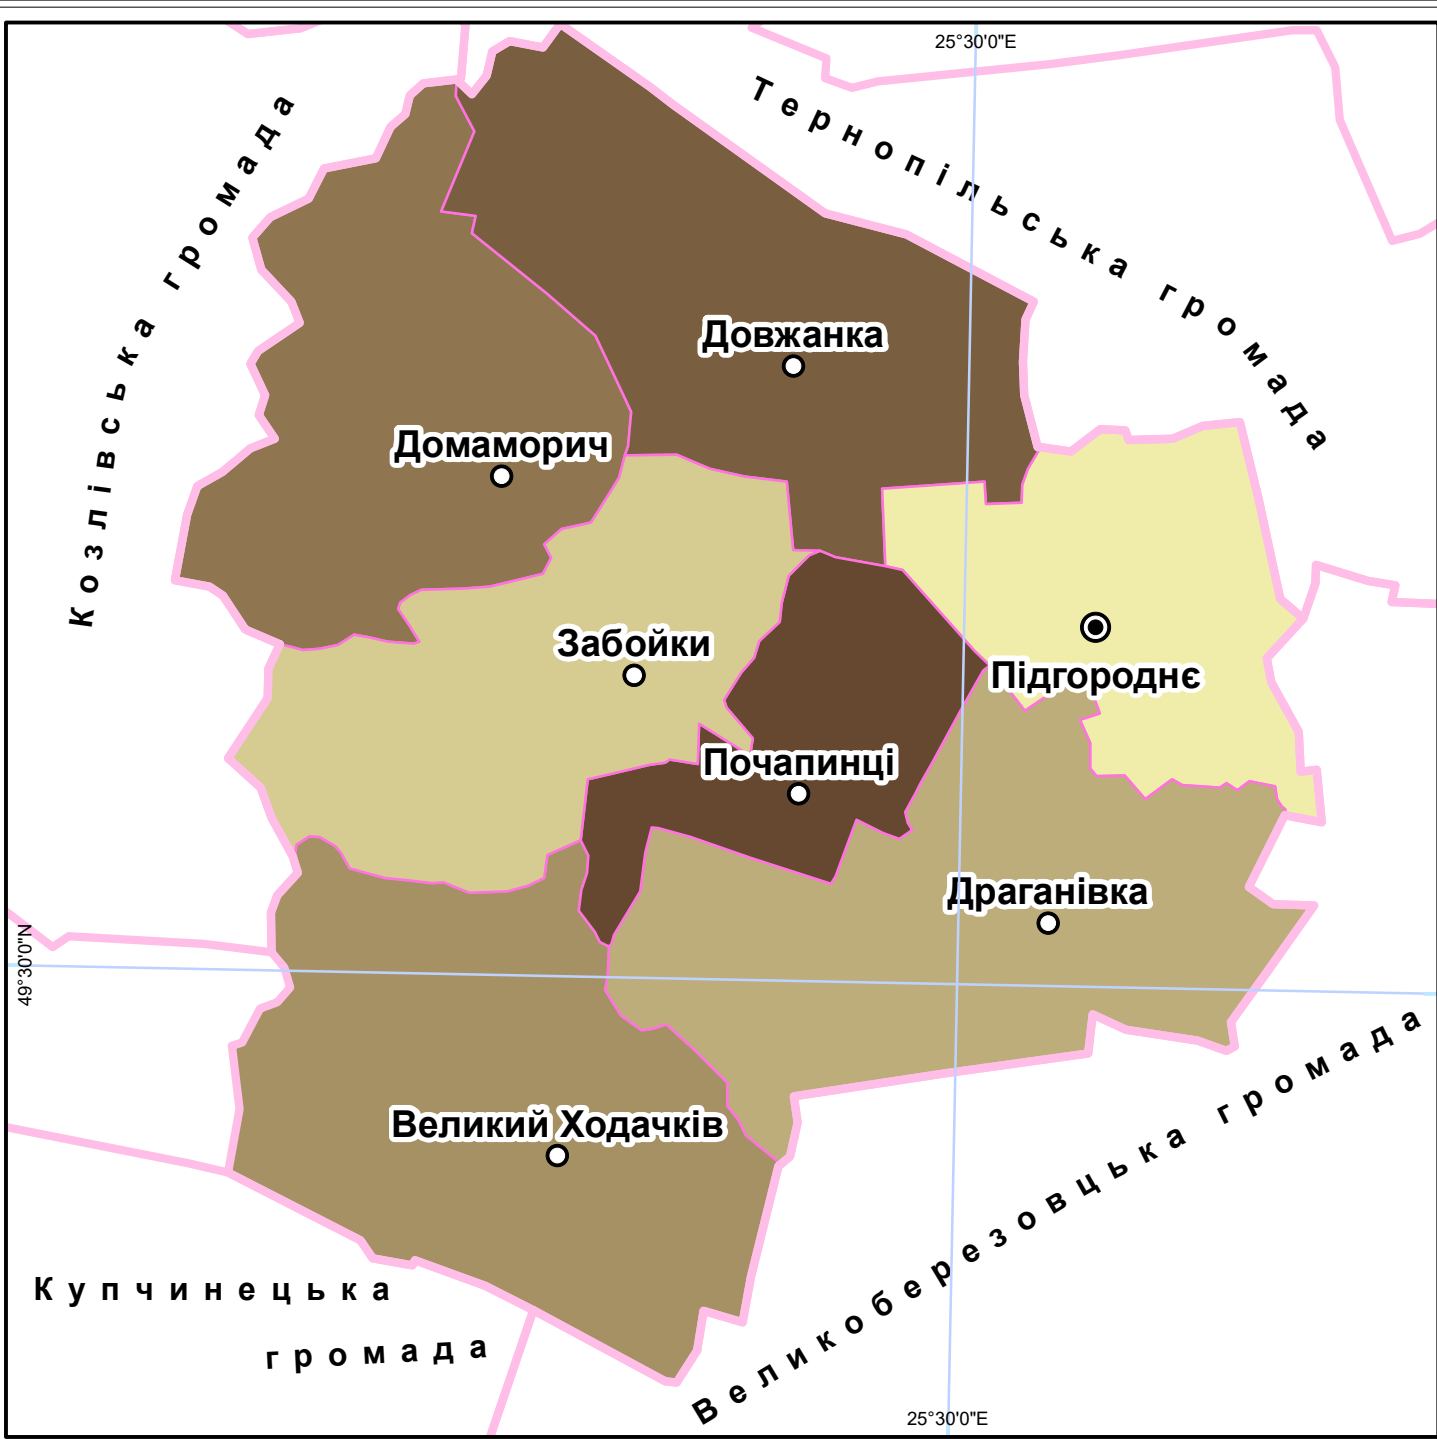 25°30'0"E
Тернопільська громада
Козлівська громада
Довжанка
Домаморич
Забойки
Підгороднє
Почапинці
Драганівка
49°30'0"N
Великий Ходачків
Великоберезовцька громада
Купчинецька
громада
25°30'0"E